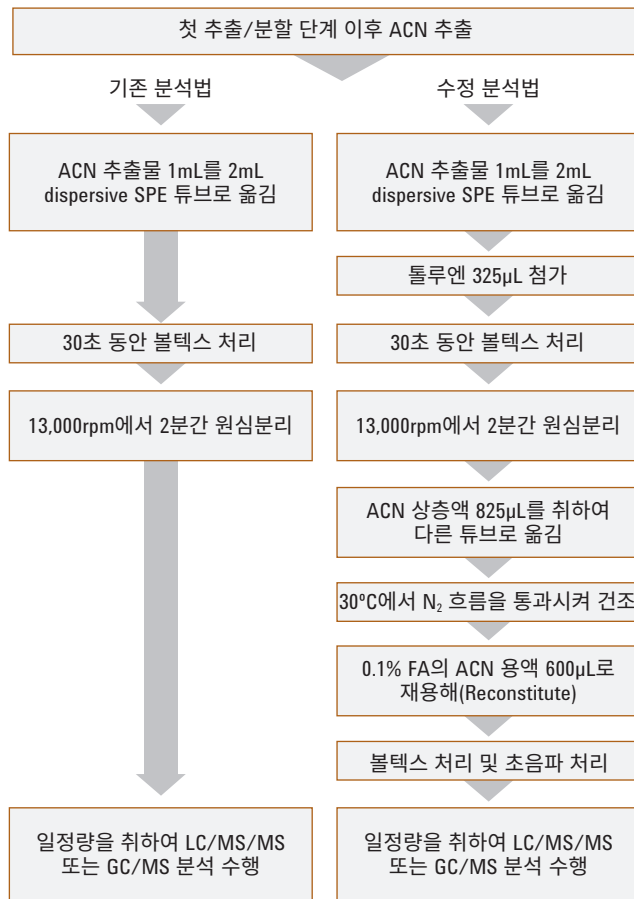 첫 추출/분할 단계 이후 ACN 추출
기존 분석법
ACN 추출물 1mL를 2mL
dispersive SPE 튜브로 옮김
30초 동안 볼텍스 처리
13,000rpm에서 2분간 원심분리
일정량을 취하여 LC/MS/MS
또는 GC/MS 분석 수행
수정 분석법
ACN 추출물 1mL를 2mL
dispersive SPE 튜브로 옮김
톨루엔 325µL 첨가
30초 동안 볼텍스 처리
13,000rpm에서 2분간 원심분리
ACN 상층액 825µL를 취하여
다른 튜브로 옮김
30ºC에서 N₂ 흐름을 통과시켜 건조
0.1% FA의 ACN 용액 600µL로
재용해(Reconstitute)
볼텍스 처리 및 초음파 처리
일정량을 취하여 LC/MS/MS
또는 GC/MS 분석 수행